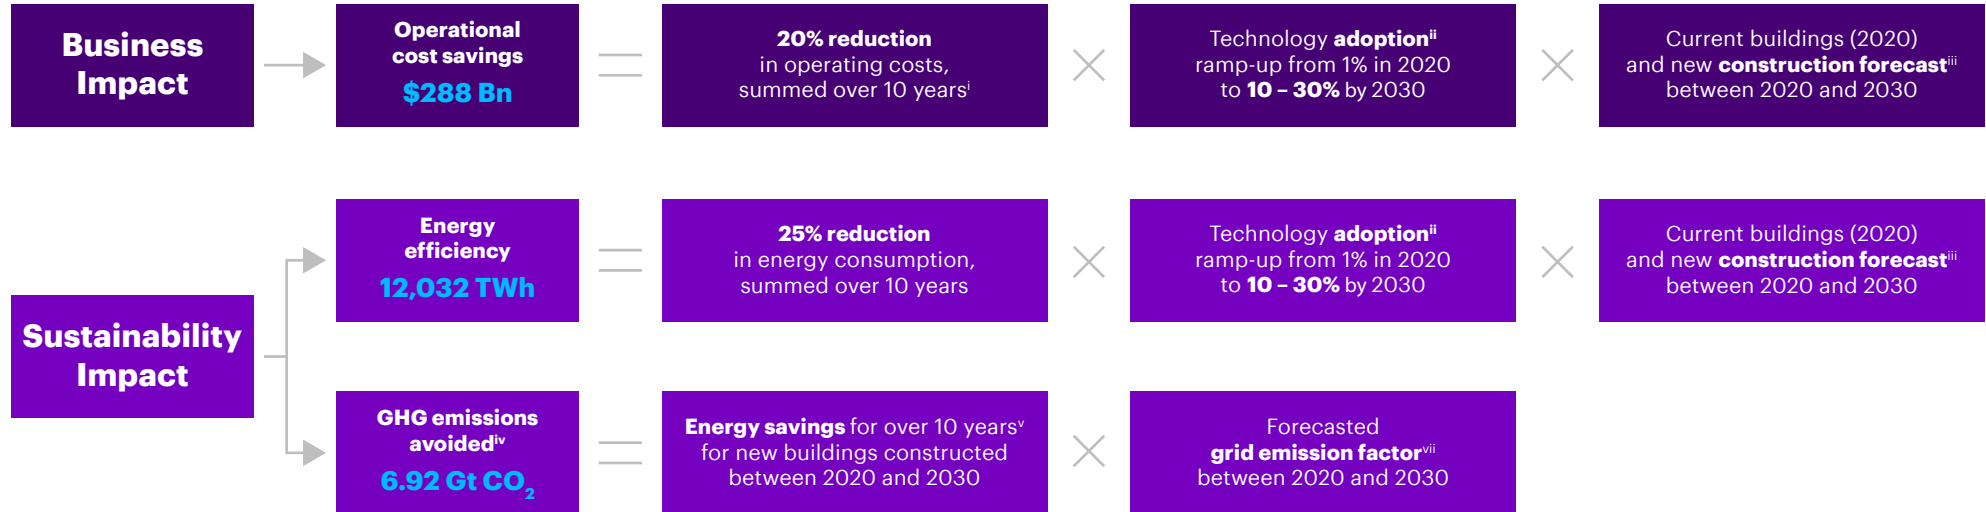 Business
Impact
Operational
cost savings
$288 Bn
=
20% reduction
in operating costs,
summed over 10 yearsⁱ
×
Technology adoptionⁱⁱ
ramp-up from 1% in 2020
to 10 – 30% by 2030
×
Current buildings (2020)
and new construction forecastⁱⁱⁱ
between 2020 and 2030
Sustainability
Impact
Energy
efficiency
12,032 TWh
=
25% reduction
in energy consumption,
summed over 10 years
×
Technology adoptionⁱⁱ
ramp-up from 1% in 2020
to 10 – 30% by 2030
×
Current buildings (2020)
and new construction forecastⁱⁱⁱ
between 2020 and 2030
GHG emissions
avoidedⁱᵛ
6.92 Gt CO₂
=
Energy savings for over 10 yearsᵛ
for new buildings constructed
between 2020 and 2030
×
Forecasted
grid emission factorᵛⁱⁱ
between 2020 and 2030